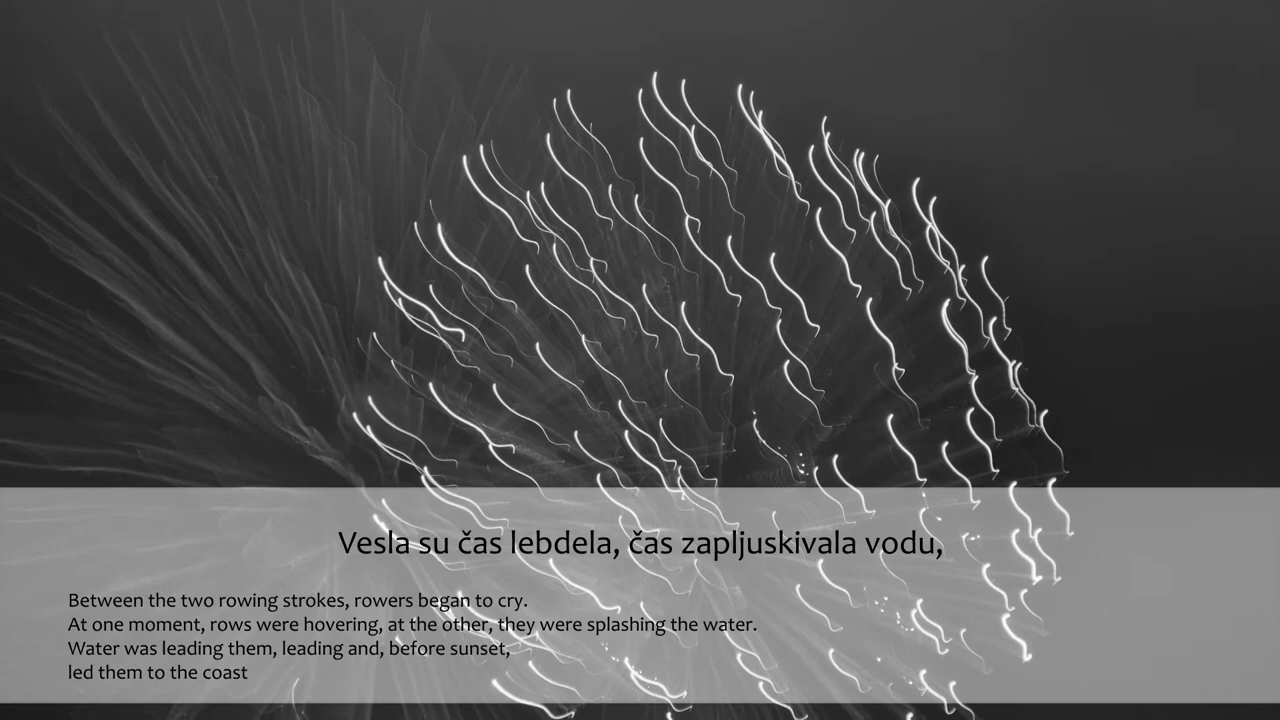 Vesla su čas lebdela, čas zapljuskivala vodu,
Between the two rowing strokes, rowers began to cry.
At one moment, rows were hovering, at the other, they were splashing the water.
Water was leading them, leading and, before sunset,
led them to the coast